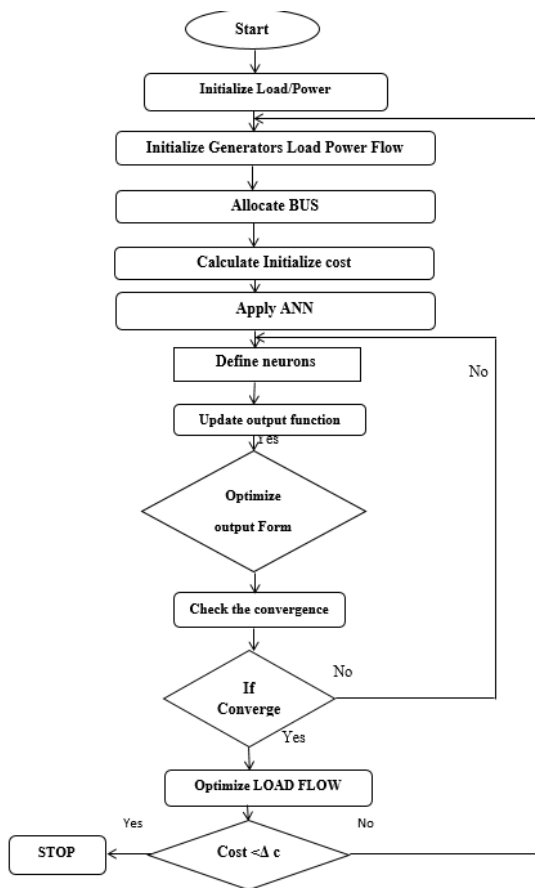 Start
Initialize Load/Power
Initialize Generators Load Power Flow
Allocate BUS
Calculate Initialize cost
Apply ANN
Define neurons
No
Update output function
Yes
Optimize
output Form
Check the convergence
No
If
Converge
Yes
Optimize LOAD FLOW
Yes
No
STOP
Cost <Δ c